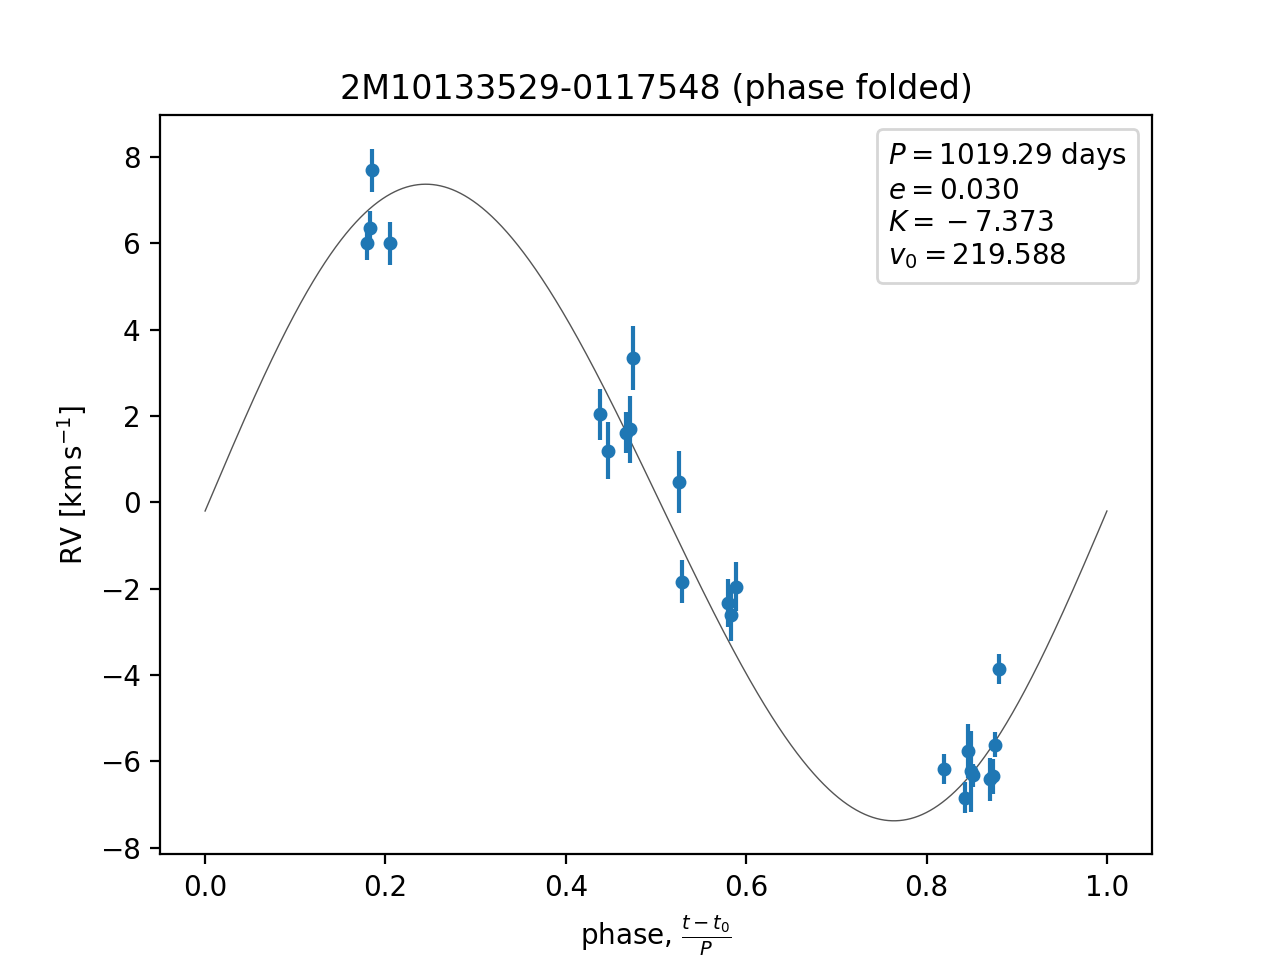 2M10133529-0117548 (phase folded)
P = 1019.29 days
e = 0.030
K = −7.373
v₀ = 219.588
RV [km s⁻¹]
8
6
4
2
0
−2
−4
−6
−8
0.0 0.2 0.4 0.6 0.8 1.0
phase, (t − t₀)/P